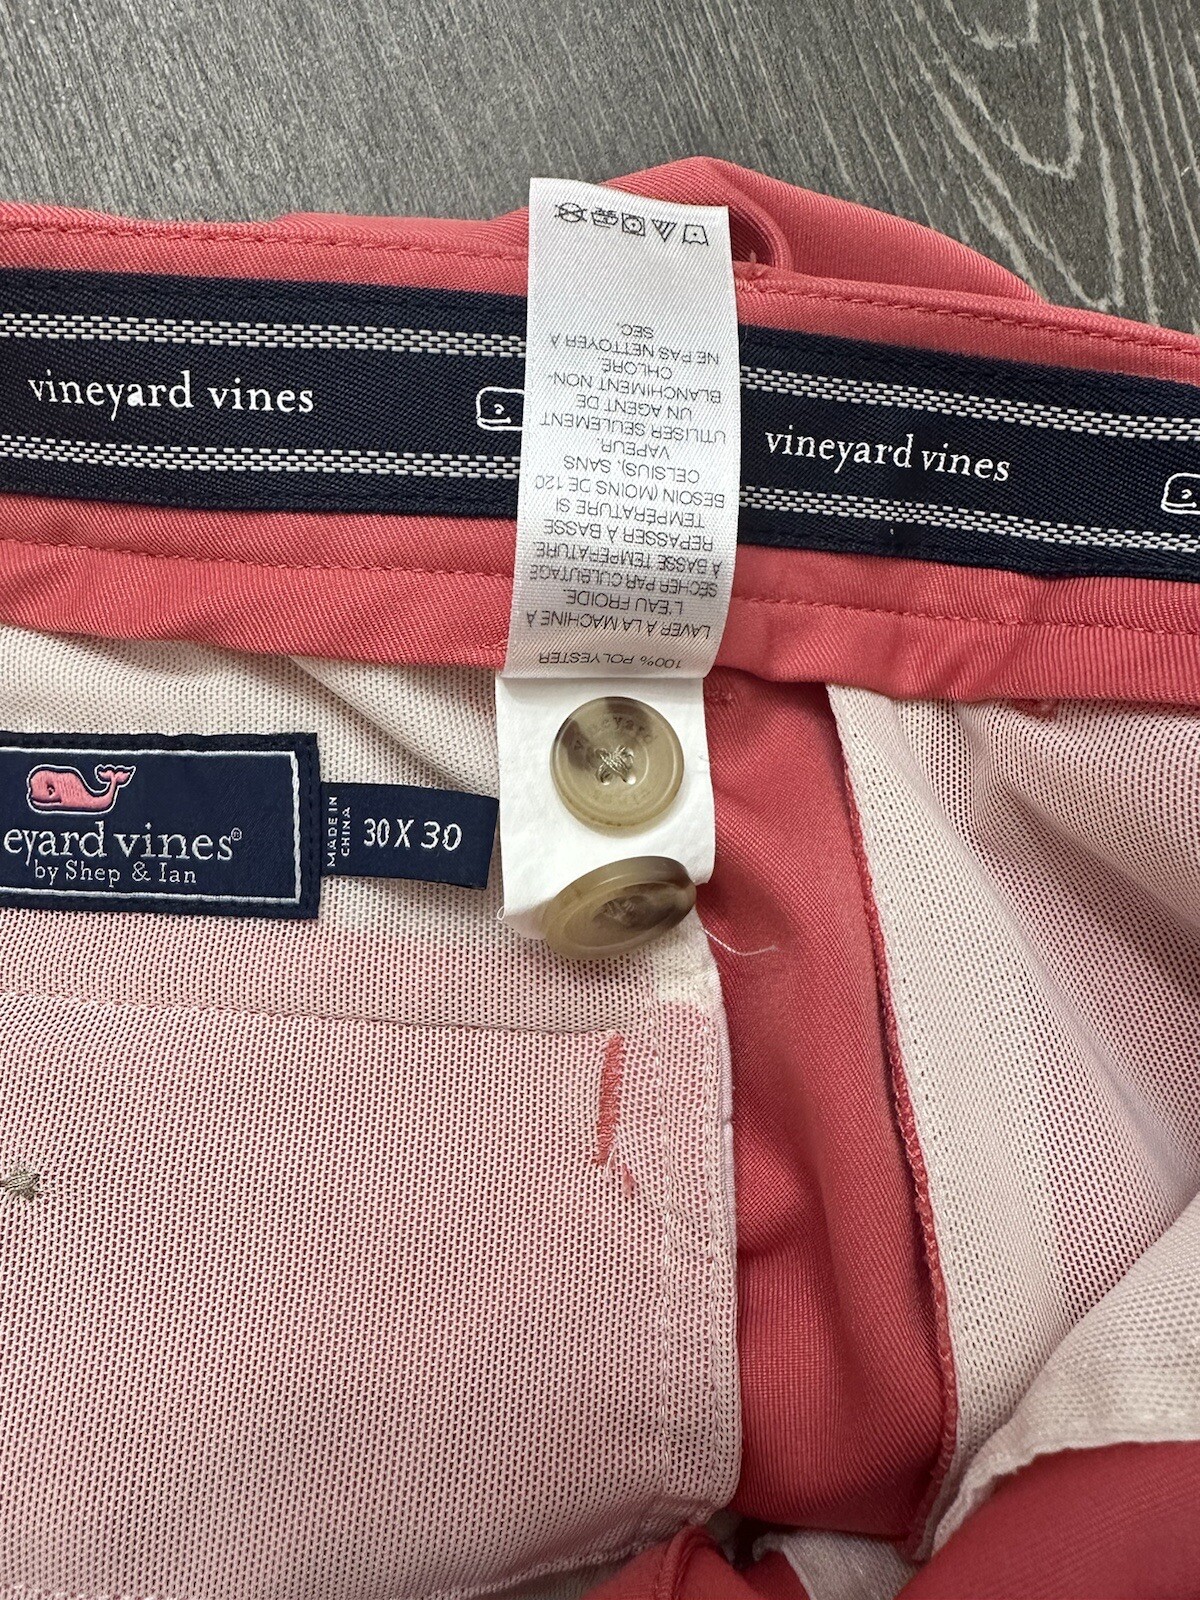 vineyard vines
vineyard vines
100% POLYESTER
LAVER À LA MACHINE À
L'EAU FROIDE.
SÉCHER PAR CULBUTAGE
À BASSE TEMPÉRATURE.
REPASSER À BASSE
TEMPÉRATURE SI
BESOIN (MOINS DE 120
CELSIUS), SANS
VAPEUR.
UTILISER SEULEMENT
UN AGENT DE
BLANCHIMENT NON-
CHLORE.
NE PAS NETTOYER À
SEC.
vineyard
eyard vines®
by Shep & Ian
MADE IN
CHINA
30 X 30